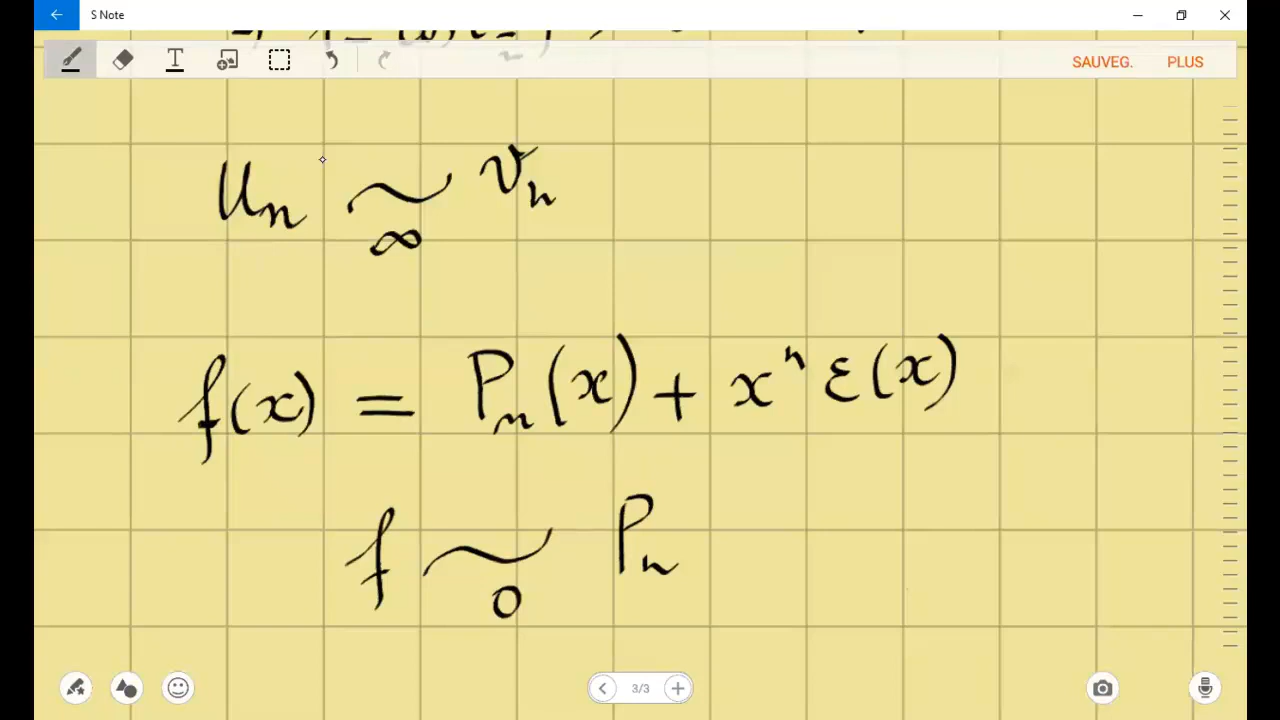 S Note
T
SAUVEG. PLUS
Un ~ vn
∞
f(x) = Pn(x) + xⁿ ε(x)
f ~ Pn
0
3/3